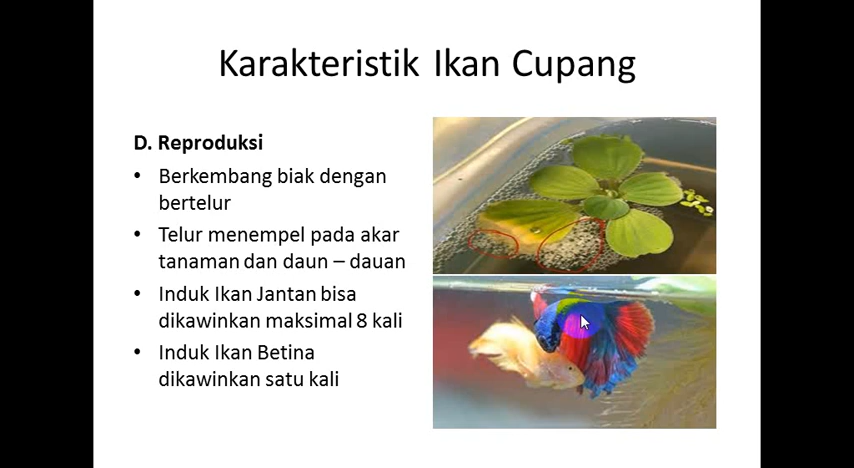 Karakteristik Ikan Cupang
D. Reproduksi
• Berkembang biak dengan
bertelur
• Telur menempel pada akar
tanaman dan daun – dauan
• Induk Ikan Jantan bisa
dikawinkan maksimal 8 kali
• Induk Ikan Betina
dikawinkan satu kali